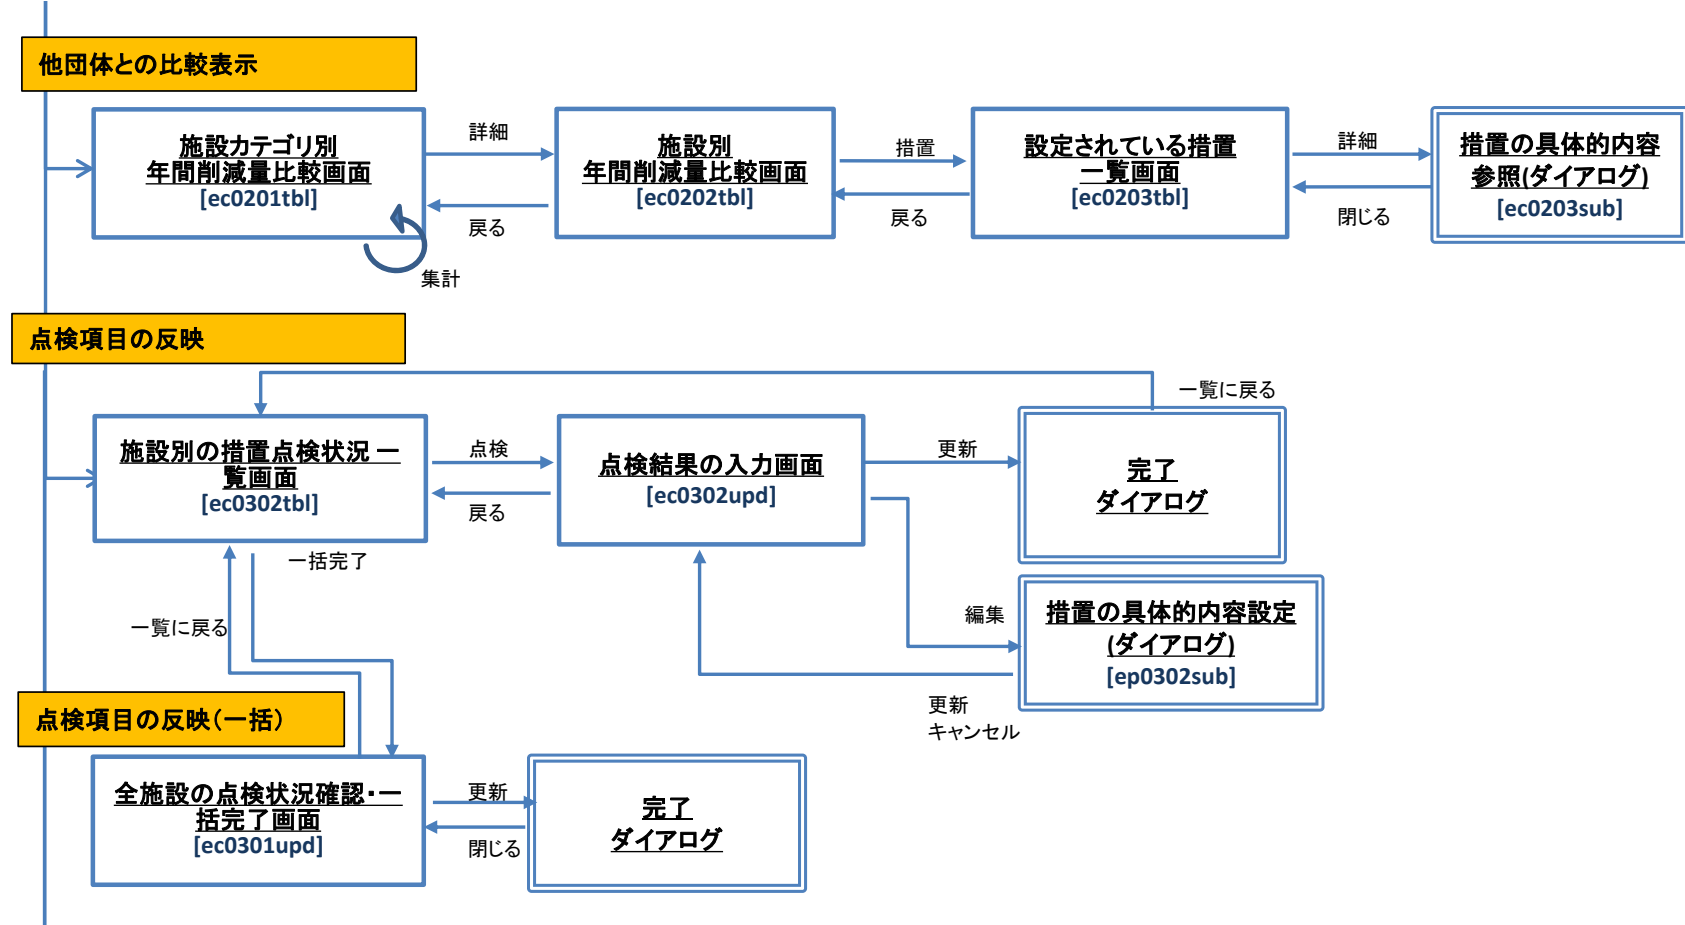 他団体との比較表示
施設カテゴリ別
年間削減量比較画面
[ec0201tbl]
詳細
戻る
集計
施設別
年間削減量比較画面
[ec0202tbl]
措置
戻る
設定されている措置
一覧画面
[ec0203tbl]
詳細
閉じる
措置の具体的内容
参照(ダイアログ)
[ec0203sub]
点検項目の反映
一覧に戻る
施設別の措置点検状況 一
覧画面
[ec0302tbl]
点検
戻る
点検結果の入力画面
[ec0302upd]
更新
完了
ダイアログ
一括完了
一覧に戻る
編集
措置の具体的内容設定
(ダイアログ)
[ep0302sub]
更新
キャンセル
点検項目の反映(一括)
全施設の点検状況確認・一
括完了画面
[ec0301upd]
更新
閉じる
完了
ダイアログ